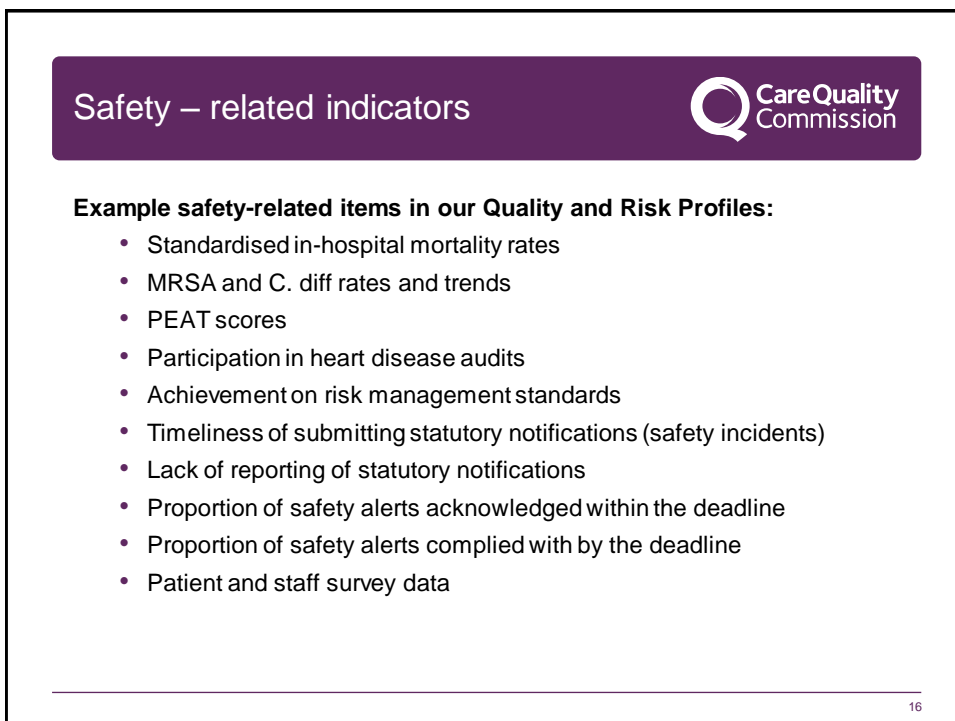 Safety – related indicators
CareQuality
Commission
Example safety-related items in our Quality and Risk Profiles:
• Standardised in-hospital mortality rates
• MRSA and C. diff rates and trends
• PEAT scores
• Participation in heart disease audits
• Achievement on risk management standards
• Timeliness of submitting statutory notifications (safety incidents)
• Lack of reporting of statutory notifications
• Proportion of safety alerts acknowledged within the deadline
• Proportion of safety alerts complied with by the deadline
• Patient and staff survey data
16